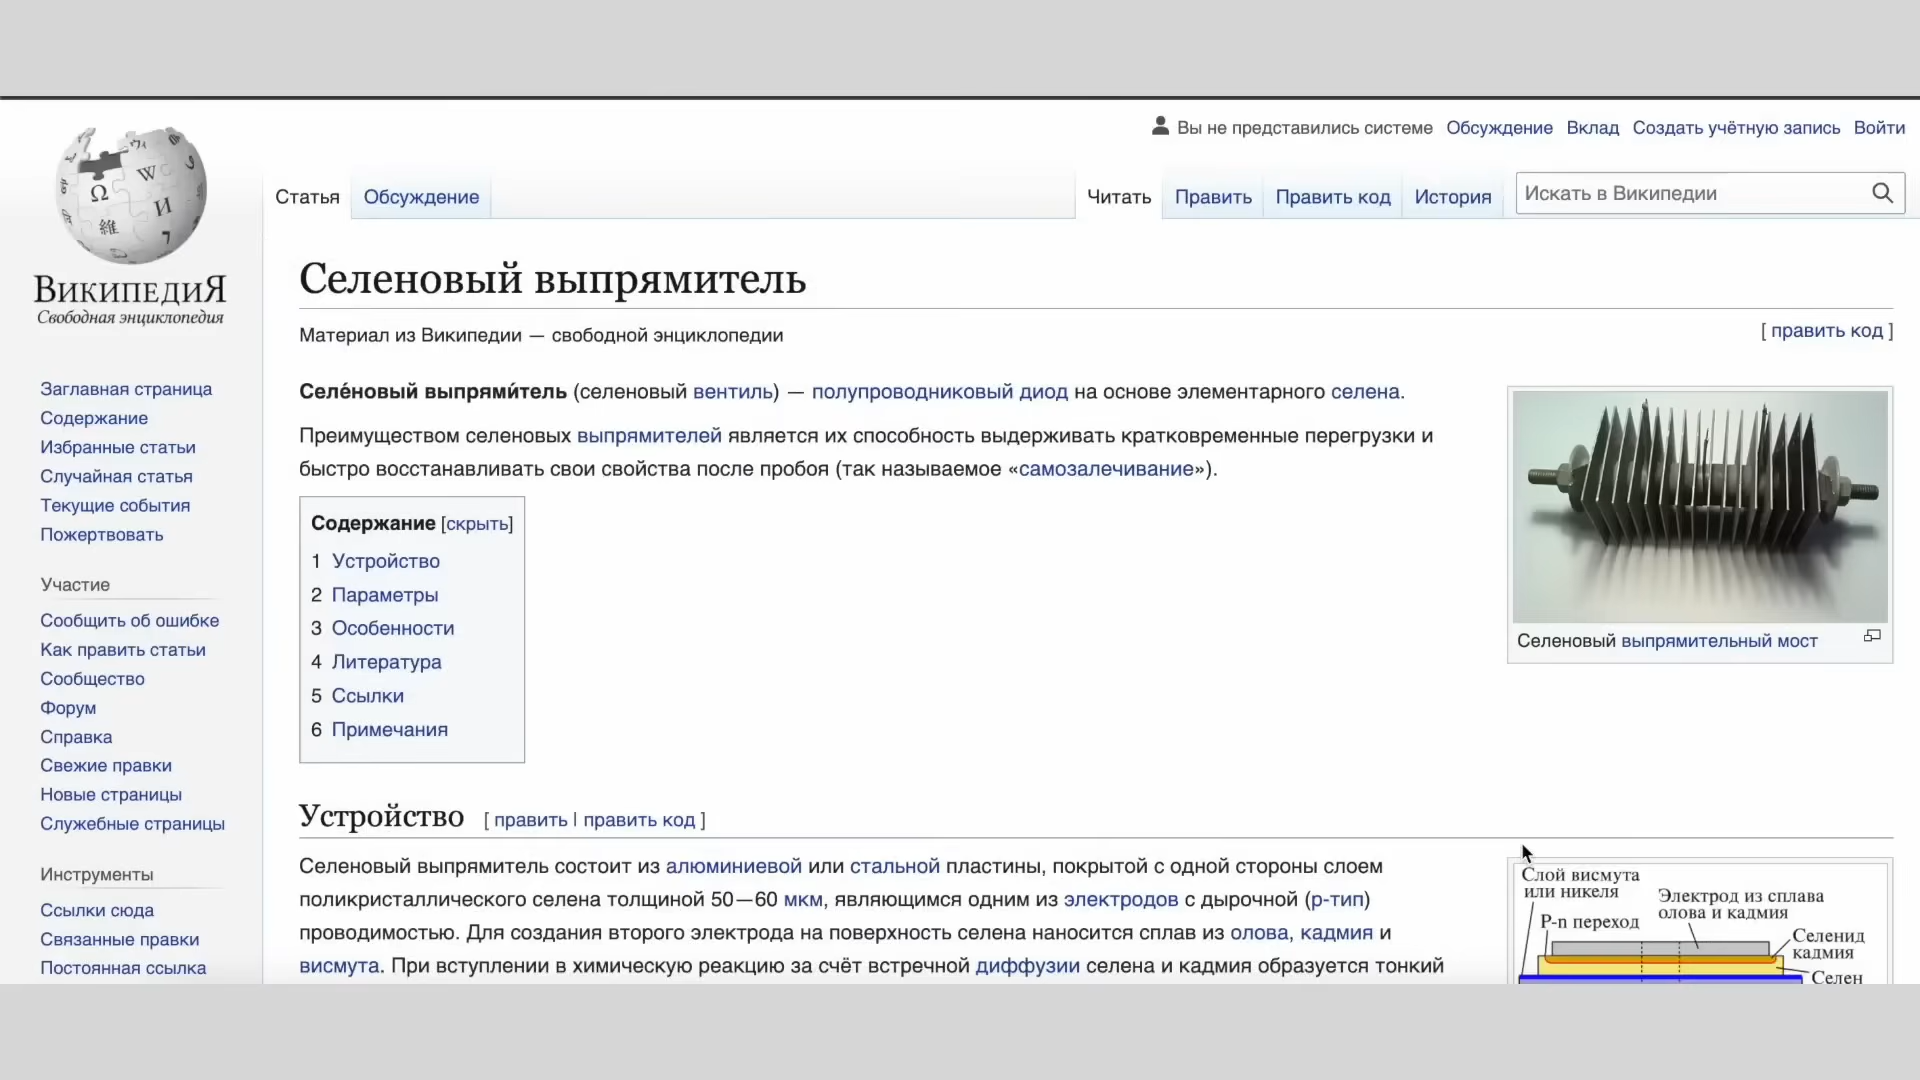 Вы не представились системе Обсуждение Вклад Создать учётную запись Войти
Статья Обсуждение Читать Править Править код История Искать в Википедии
Ω W И 維 7
ВикипедиЯ
Свободная энциклопедия
Заглавная страница
Содержание
Избранные статьи
Случайная статья
Текущие события
Пожертвовать
Участие
Сообщить об ошибке
Как править статьи
Сообщество
Форум
Справка
Свежие правки
Новые страницы
Служебные страницы
Инструменты
Ссылки сюда
Связанные правки
Постоянная ссылка
Селеновый выпрямитель
Материал из Википедии — свободной энциклопедии
[ править код ]
Селе́новый выпрями́тель (селеновый вентиль) — полупроводниковый диод на основе элементарного селена.
Преимуществом селеновых выпрямителей является их способность выдерживать кратковременные перегрузки и
быстро восстанавливать свои свойства после пробоя (так называемое «самозалечивание»).
Селеновый выпрямительный мост
Содержание [скрыть]
1 Устройство
2 Параметры
3 Особенности
4 Литература
5 Ссылки
6 Примечания
Устройство [ править | править код ]
Селеновый выпрямитель состоит из алюминиевой или стальной пластины, покрытой с одной стороны слоем
поликристаллического селена толщиной 50—60 мкм, являющимся одним из электродов с дырочной (p-тип)
проводимостью. Для создания второго электрода на поверхность селена наносится сплав из олова, кадмия и
висмута. При вступлении в химическую реакцию за счёт встречной диффузии селена и кадмия образуется тонкий
Слой висмута
или никеля
Электрод из сплава
олова и кадмия
P-n переход
Селенид
кадмия
Селен